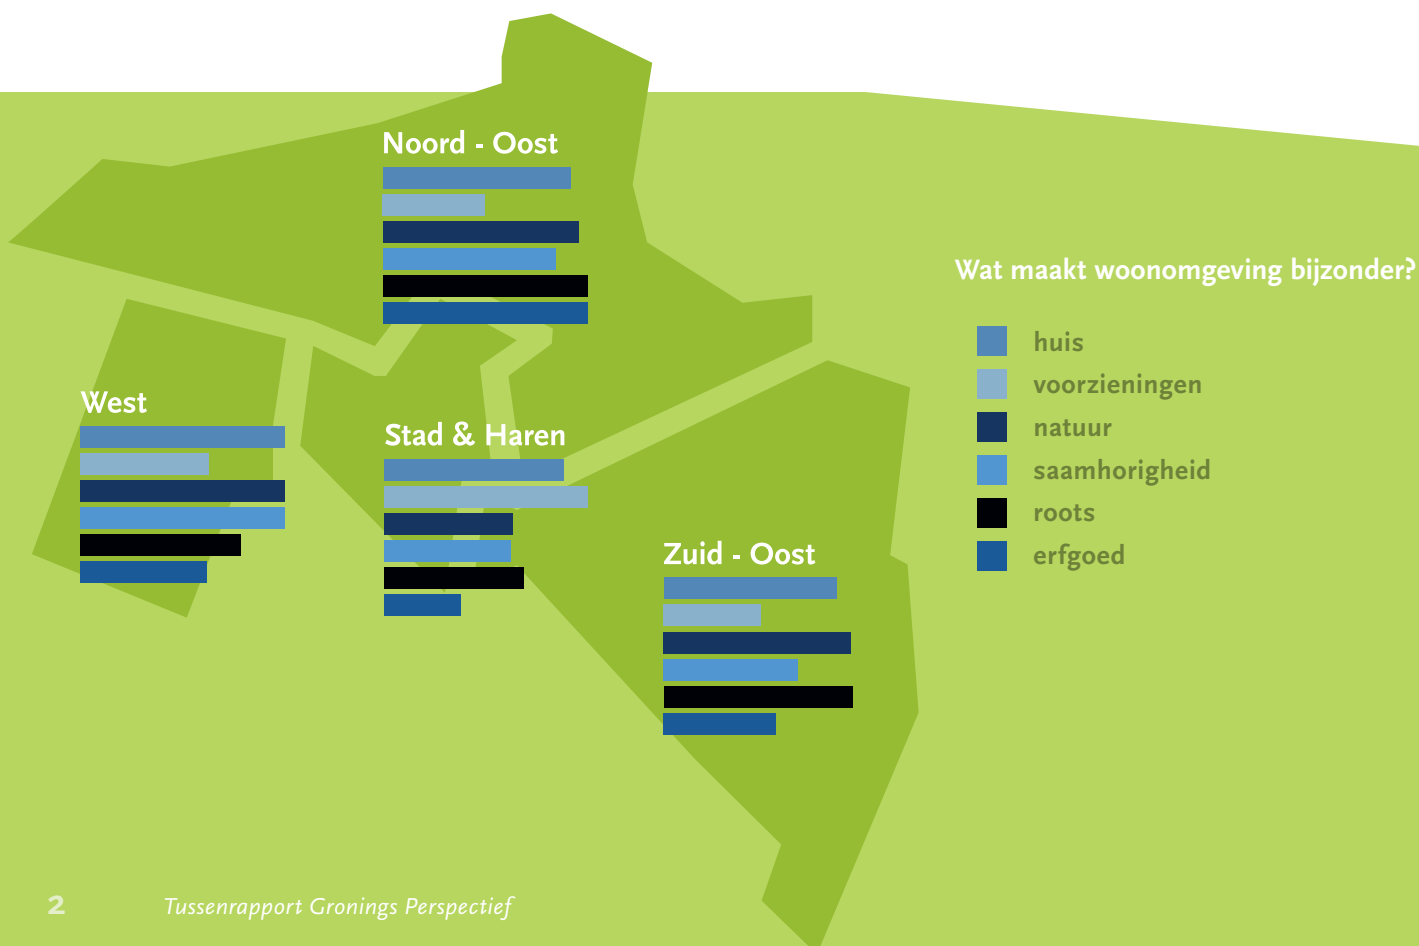 Noord - Oost
Wat maakt woonomgeving bijzonder?
huis
voorzieningen
natuur
saamhorigheid
roots
erfgoed
West
Stad & Haren
Zuid - Oost
2 Tussenrapport Gronings Perspectief